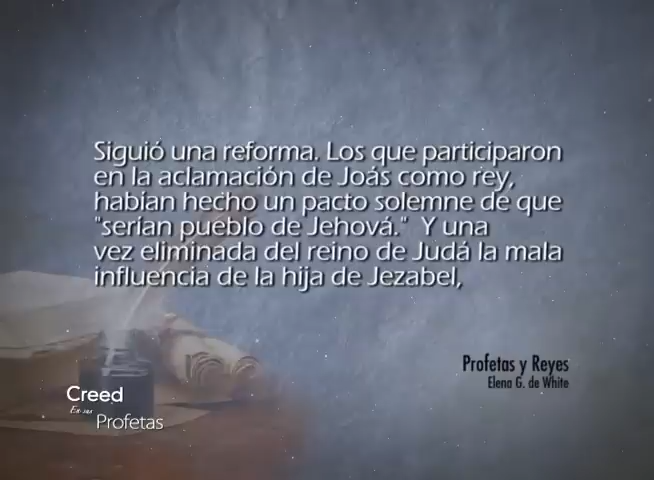 Siguió una reforma. Los que participaron
en la aclamación de Joás como rey,
habían hecho un pacto solemne de que
"serían pueblo de Jehová."  Y una
vez eliminada del reino de Judá la mala
influencia de la hija de Jezabel,
Profetas y Reyes
Elena G. de White
Creed
En sus
Profetas